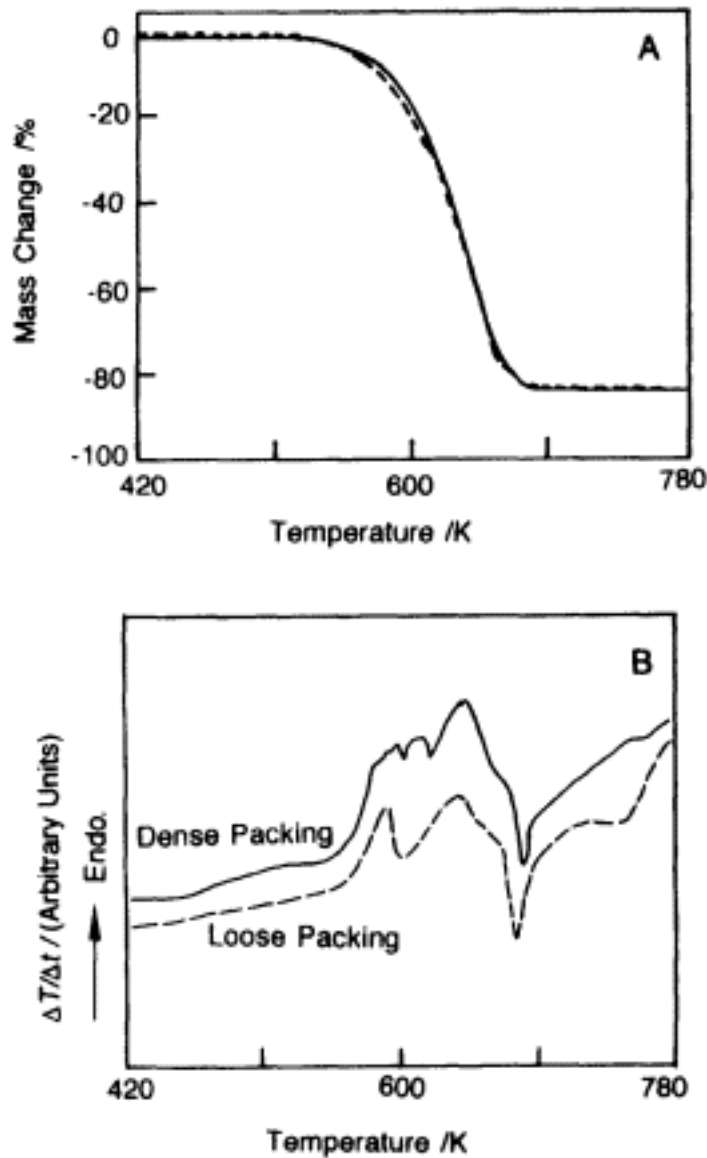 A
0
-20
-40
-60
-80
-100
Mass Change /%
420 600 780
Temperature /K
B
Dense Packing
Loose Packing
ΔT/Δt / (Arbitrary Units)
Endo.
420 600 780
Temperature /K